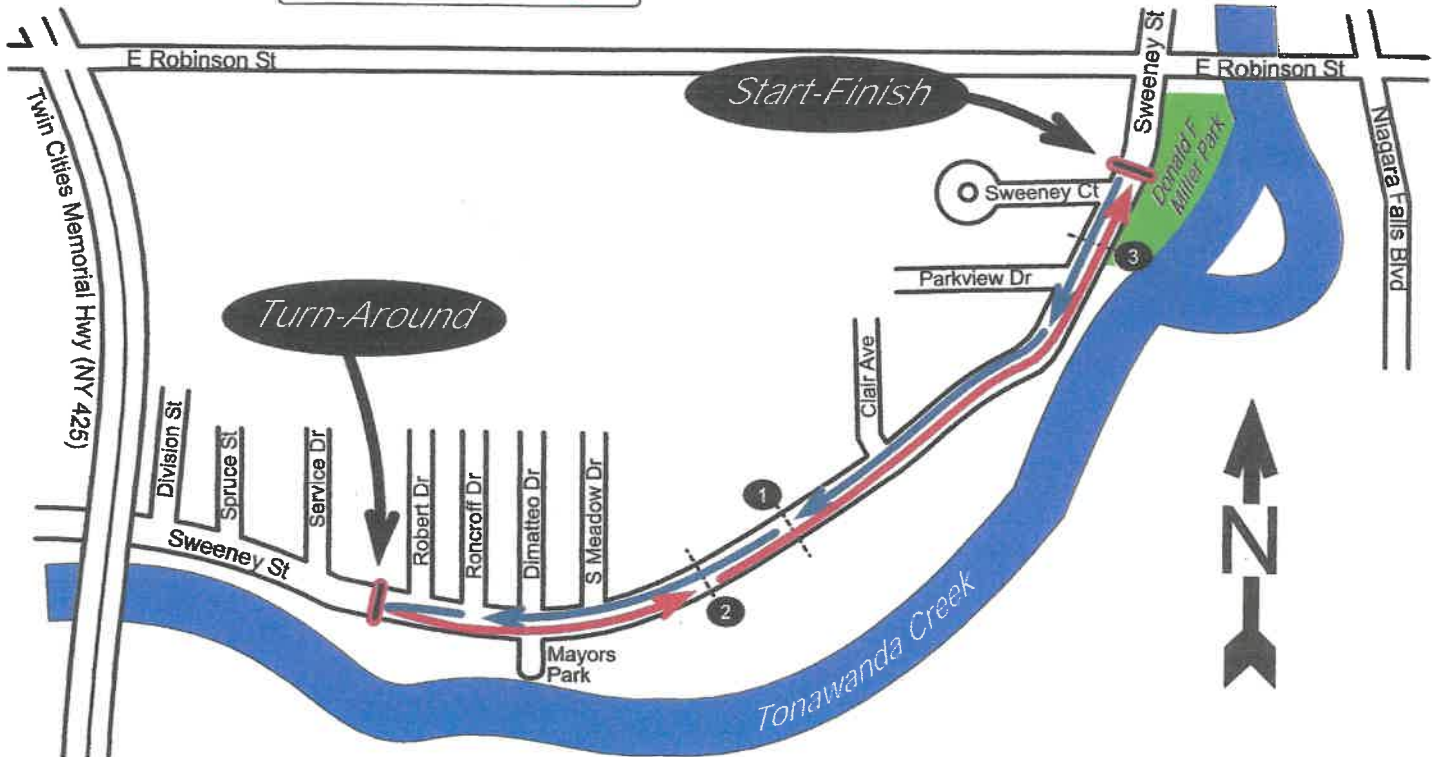 E Robinson St
Sweeney St
E Robinson St
Start-Finish
Twin Cities Memorial Hwy (NY 425)
Donald F
Miller Park
Niagara Falls Blvd
Sweeney Ct
3
Parkview Dr
Turn-Around
Clair Ave
Division St
Spruce St
Service Dr
Robert Dr
Roncroff Dr
Dimatteo Dr
S Meadow Dr
1
Sweeney St
2
N
Mayors
Park
Tonawanda Creek